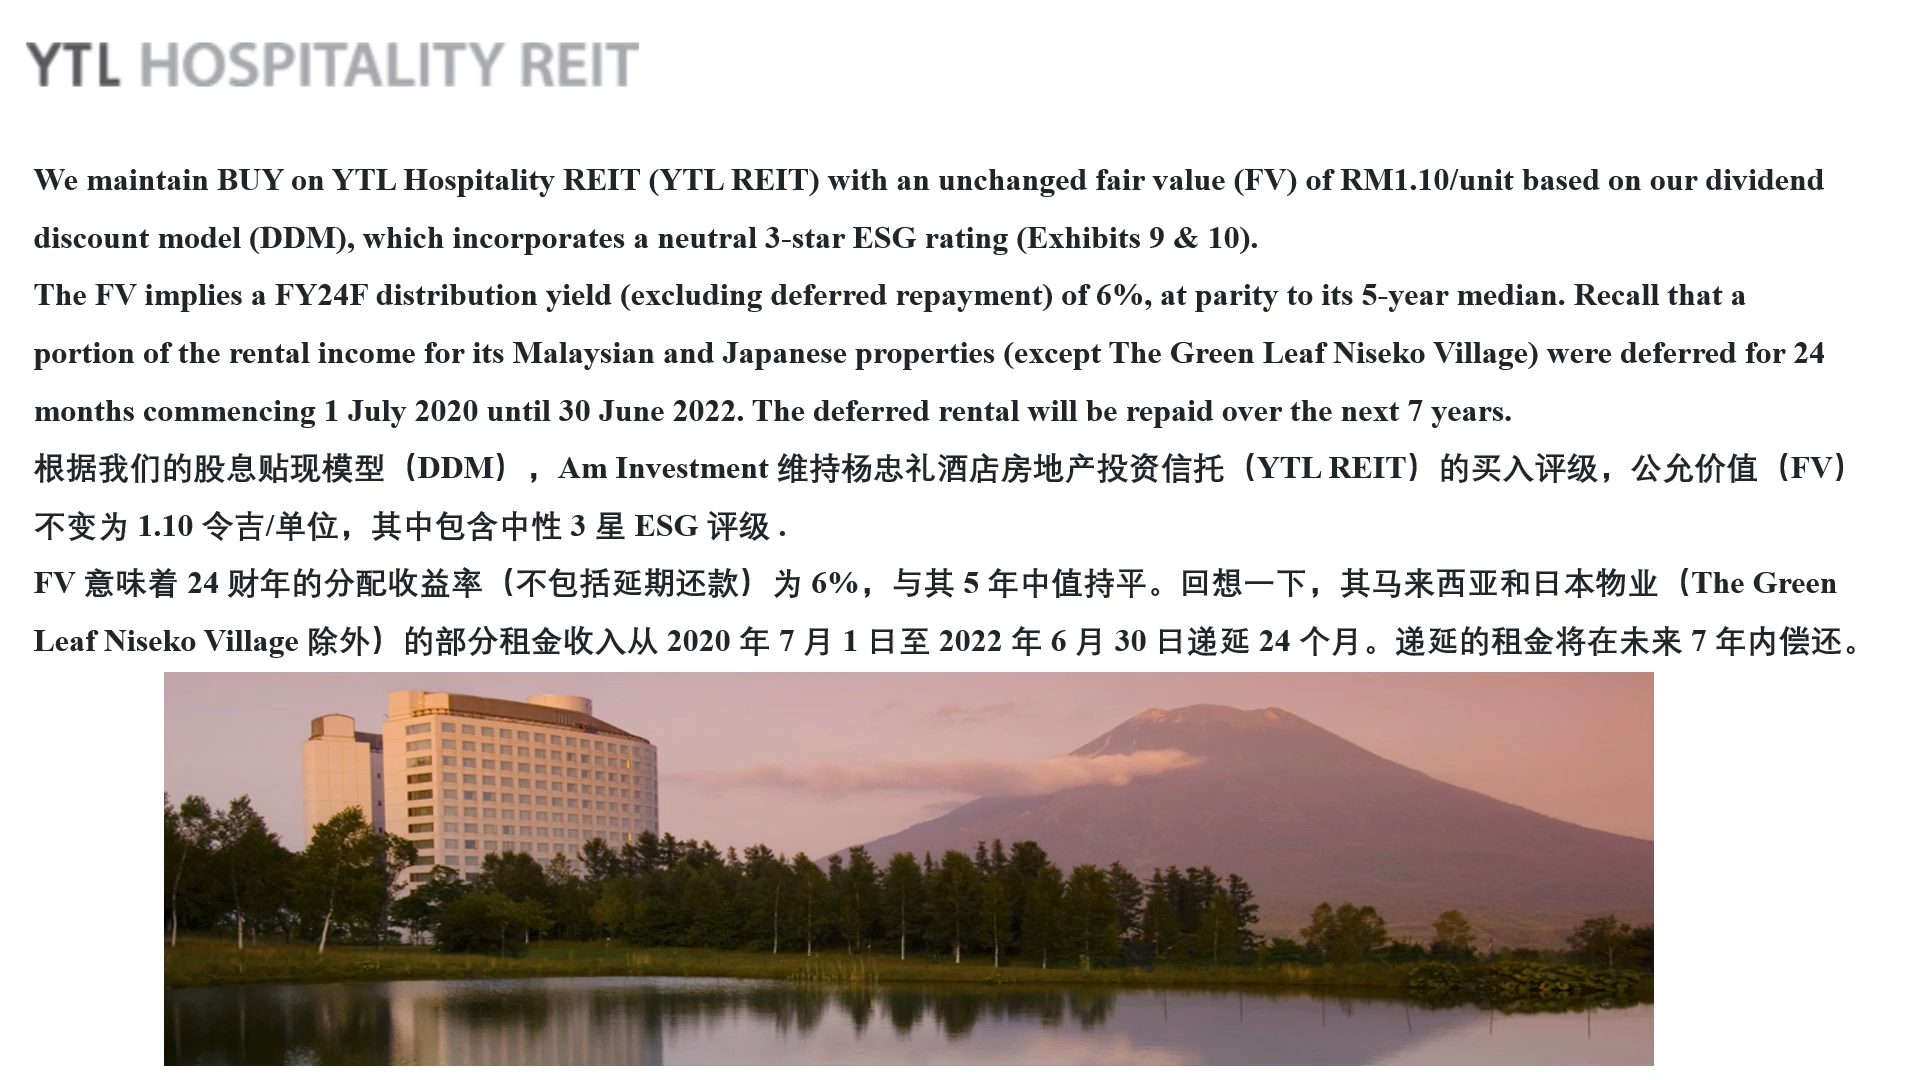 YTL HOSPITALITY REIT
We maintain BUY on YTL Hospitality REIT (YTL REIT) with an unchanged fair value (FV) of RM1.10/unit based on our dividend
discount model (DDM), which incorporates a neutral 3-star ESG rating (Exhibits 9 & 10).
The FV implies a FY24F distribution yield (excluding deferred repayment) of 6%, at parity to its 5-year median. Recall that a
portion of the rental income for its Malaysian and Japanese properties (except The Green Leaf Niseko Village) were deferred for 24
months commencing 1 July 2020 until 30 June 2022. The deferred rental will be repaid over the next 7 years.
根据我们的股息贴现模型（DDM），Am Investment 维持杨忠礼酒店房地产投资信托（YTL REIT）的买入评级，公允价值（FV）
不变为 1.10 令吉/单位，其中包含中性 3 星 ESG 评级 .
FV 意味着 24 财年的分配收益率（不包括延期还款）为 6%，与其 5 年中值持平。回想一下，其马来西亚和日本物业（The Green
Leaf Niseko Village 除外）的部分租金收入从 2020 年 7 月 1 日至 2022 年 6 月 30 日递延 24 个月。递延的租金将在未来 7 年内偿还。